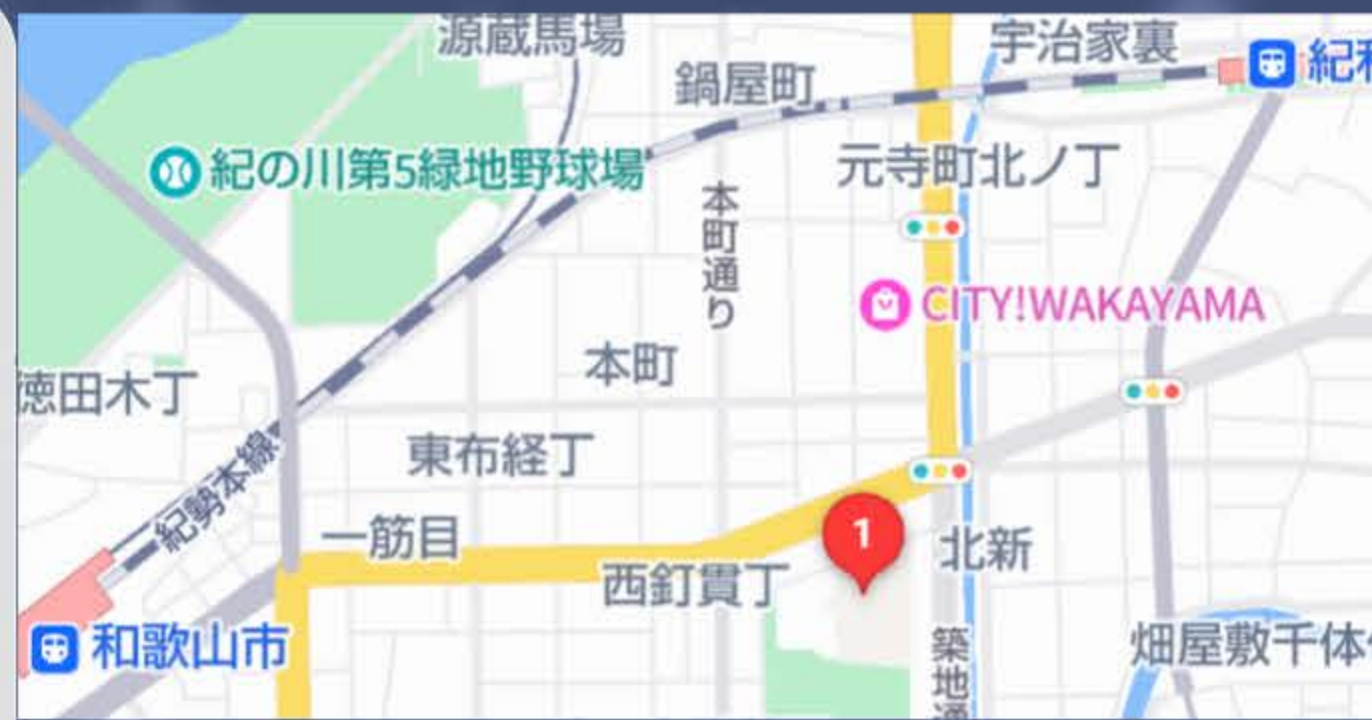 源蔵馬場
宇治家裏
鍋屋町
紀の川第5緑地野球場
元寺町北ノ丁
本町通り
CITY!WAKAYAMA
本町
徳田木丁
東布経丁
紀勢本線
一筋目
1
北新
西釘貫丁
和歌山市
築地通
畑屋敷千体